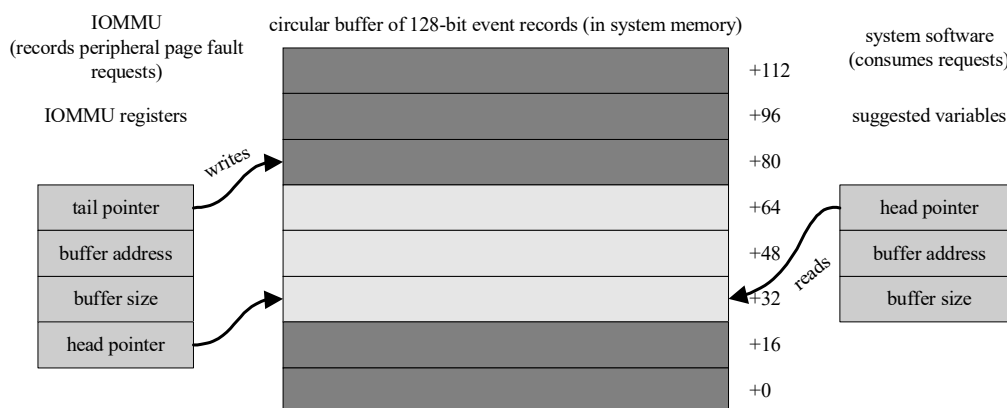 IOMMU
(records peripheral page fault
requests)
circular buffer of 128-bit event records (in system memory)
system software
(consumes requests)
IOMMU registers
suggested variables
writes
reads
tail pointer
buffer address
buffer size
head pointer
+112
+96
+80
+64
+48
+32
+16
+0
head pointer
buffer address
buffer size